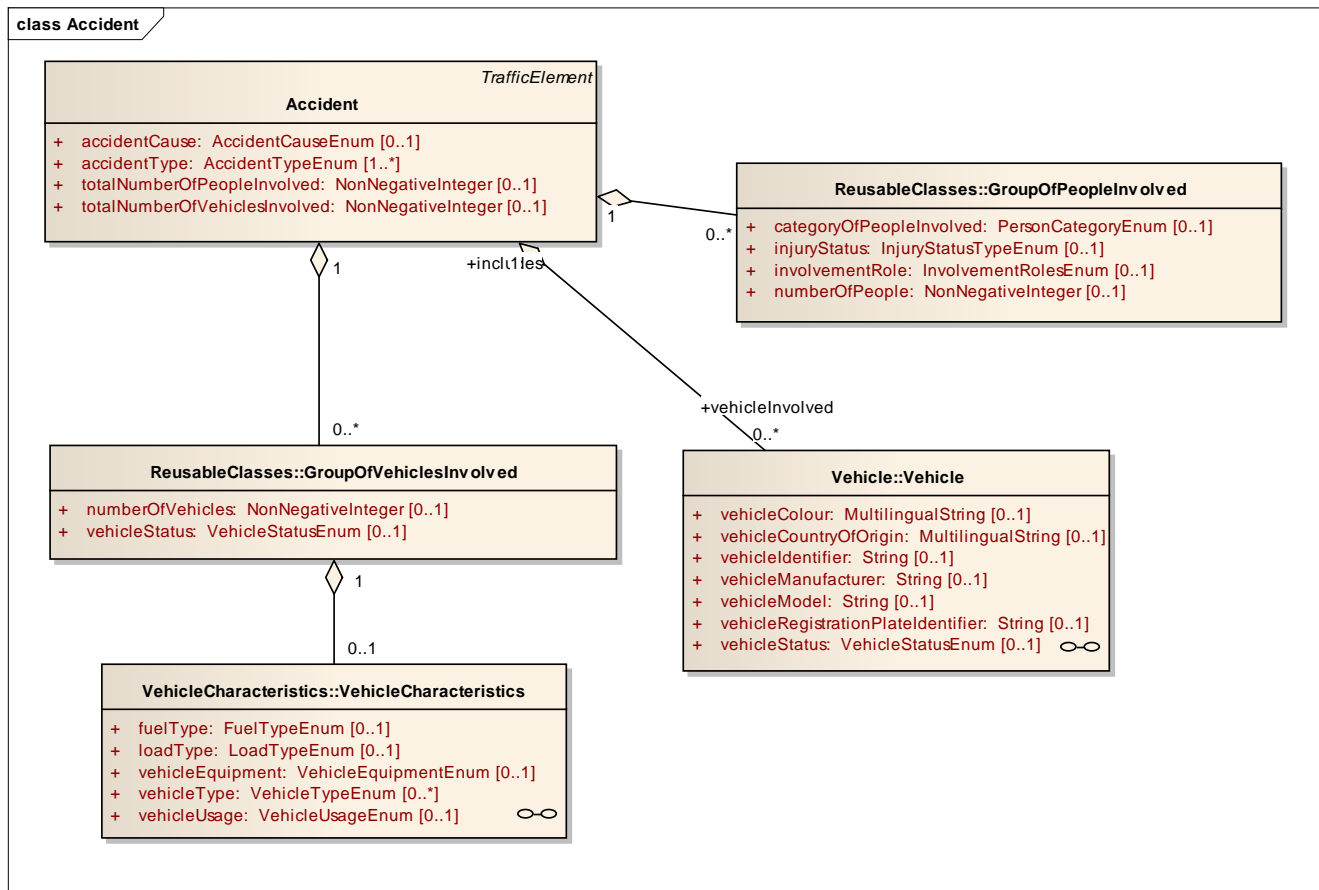 class Accident
TrafficElement
Accident
+ accidentCause: AccidentCauseEnum [0..1]
+ accidentType: AccidentTypeEnum [1..*]
+ totalNumberOfPeopleInvolved: NonNegativeInteger [0..1]
+ totalNumberOfVehiclesInvolved: NonNegativeInteger [0..1]
ReusableClasses::GroupOfPeopleInvolved
+ categoryOfPeopleInvolved: PersonCategoryEnum [0..1]
+ injuryStatus: InjuryStatusTypeEnum [0..1]
+ involvementRole: InvolvementRolesEnum [0..1]
+ numberOfPeople: NonNegativeInteger [0..1]
1
0..*
1
+includes
1
+vehicleInvolved
0..*
0..*
ReusableClasses::GroupOfVehiclesInvolved
+ numberOfVehicles: NonNegativeInteger [0..1]
+ vehicleStatus: VehicleStatusEnum [0..1]
Vehicle::Vehicle
+ vehicleColour: MultilingualString [0..1]
+ vehicleCountryOfOrigin: MultilingualString [0..1]
+ vehicleIdentifier: String [0..1]
+ vehicleManufacturer: String [0..1]
+ vehicleModel: String [0..1]
+ vehicleRegistrationPlateIdentifier: String [0..1]
+ vehicleStatus: VehicleStatusEnum [0..1]
1
0..1
VehicleCharacteristics::VehicleCharacteristics
+ fuelType: FuelTypeEnum [0..1]
+ loadType: LoadTypeEnum [0..1]
+ vehicleEquipment: VehicleEquipmentEnum [0..1]
+ vehicleType: VehicleTypeEnum [0..*]
+ vehicleUsage: VehicleUsageEnum [0..1]